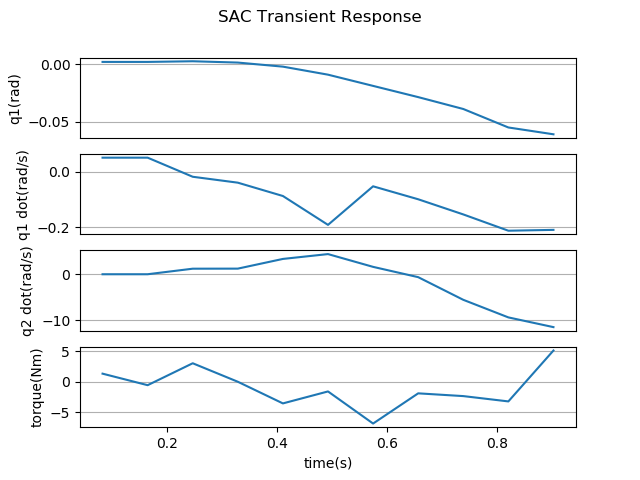 SAC Transient Response
q1(rad)
0.00
−0.05
q1 dot(rad/s)
0.0
−0.2
q2 dot(rad/s)
0
−10
torque(Nm)
5
0
−5
0.2 0.4 0.6 0.8
time(s)